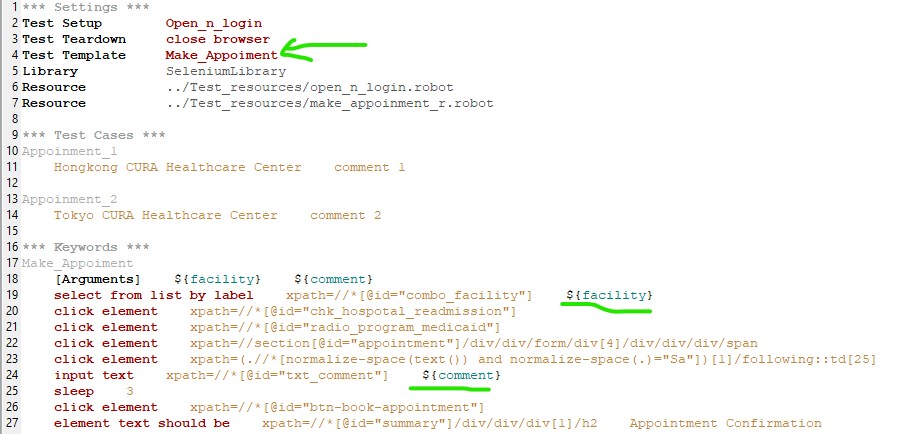 1 *** Settings ***
2 Test Setup Open_n_login
3 Test Teardown close browser
4 Test Template Make_Appoiment
5 Library SeleniumLibrary
6 Resource ../Test_resources/open_n_login.robot
7 Resource ../Test_resources/make_appoinment_r.robot
8
9 *** Test Cases ***
10 Appoinment_1
11 Hongkong CURA Healthcare Center comment 1
12
13 Appoinment_2
14 Tokyo CURA Healthcare Center comment 2
15
16 *** Keywords ***
17 Make_Appoiment
18 [Arguments] ${facility} ${comment}
19 select from list by label xpath=//*[@id="combo_facility"] ${facility}
20 click element xpath=//*[@id="chk_hospotal_readmission"]
21 click element xpath=//*[@id="radio_program_medicaid"]
22 click element xpath=//section[@id="appointment"]/div/div/form/div[4]/div/div/div/span
23 click element xpath=(.//*[normalize-space(text()) and normalize-space(.)="Sa"])[1]/following::td[25]
24 input text xpath=//*[@id="txt_comment"] ${comment}
25 sleep 3
26 click element xpath=//*[@id="btn-book-appointment"]
27 element text should be xpath=//*[@id="summary"]/div/div/div[1]/h2 Appointment Confirmation